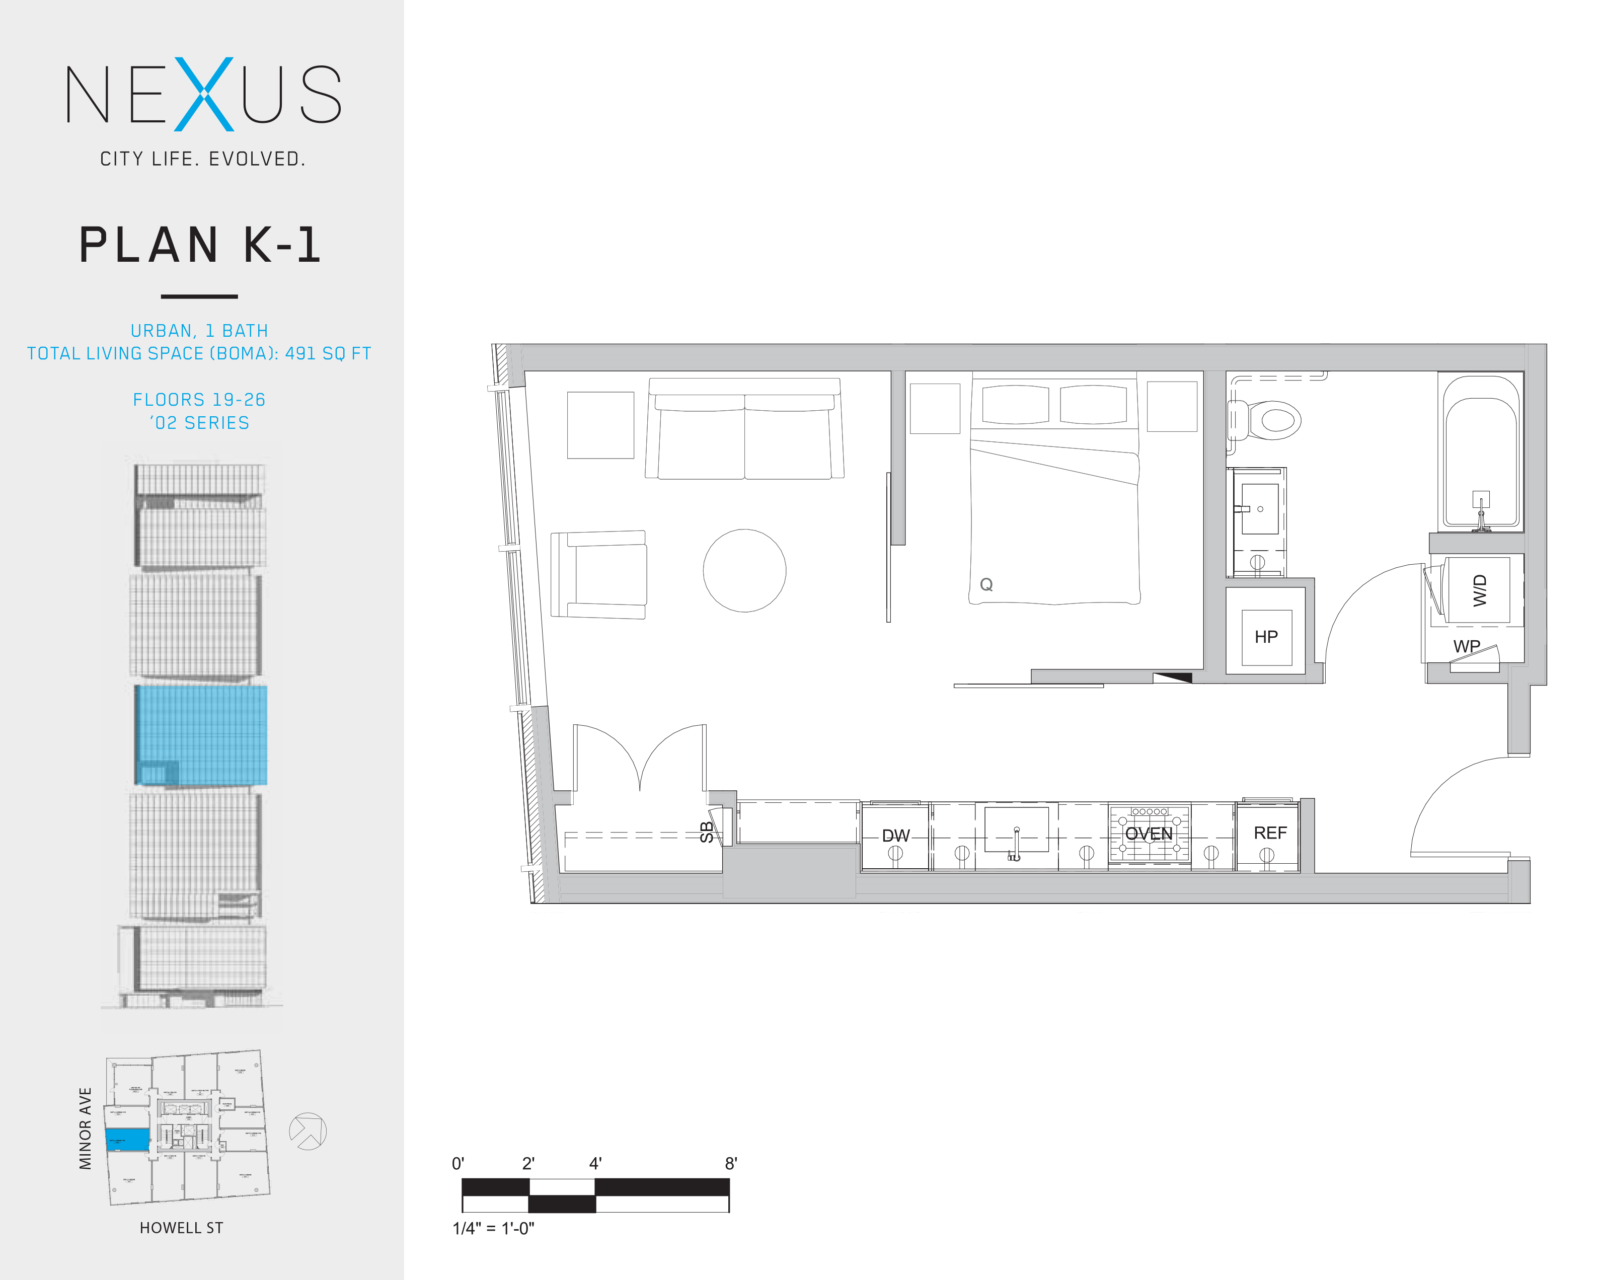 NEXUS
CITY LIFE. EVOLVED.
PLAN K-1
URBAN, 1 BATH
TOTAL LIVING SPACE (BOMA): 491 SQ FT
FLOORS 19-26
‘02 SERIES
MINOR AVE
HOWELL ST
Q
HP
W/D
WP
SB
DW
OVEN
REF
0' 2' 4' 8'
1/4" = 1'-0"